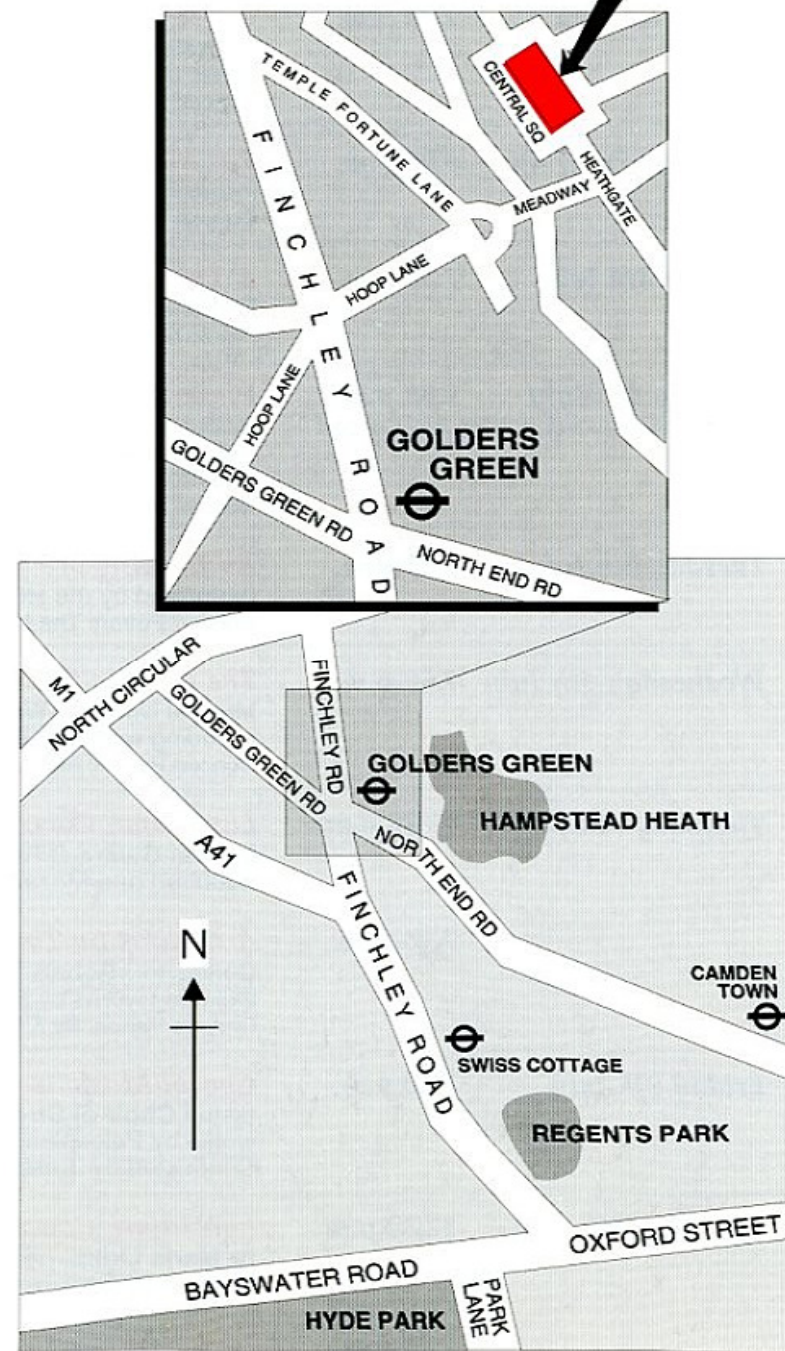 TEMPLE FORTUNE LANE
CENTRAL SQ
HEATHGATE
MEADWAY
FINCHLEY ROAD
HOOP LANE
HOOP LANE
GOLDERS
GREEN
GOLDERS GREEN RD
NORTH END RD
M1
NORTH CIRCULAR
GOLDERS GREEN RD
FINCHLEY RD
GOLDERS GREEN
HAMPSTEAD HEATH
A41
NORTH END RD
FINCHLEY ROAD
N
CAMDEN
TOWN
SWISS COTTAGE
REGENTS PARK
OXFORD STREET
BAYSWATER ROAD
PARK
LANE
HYDE PARK